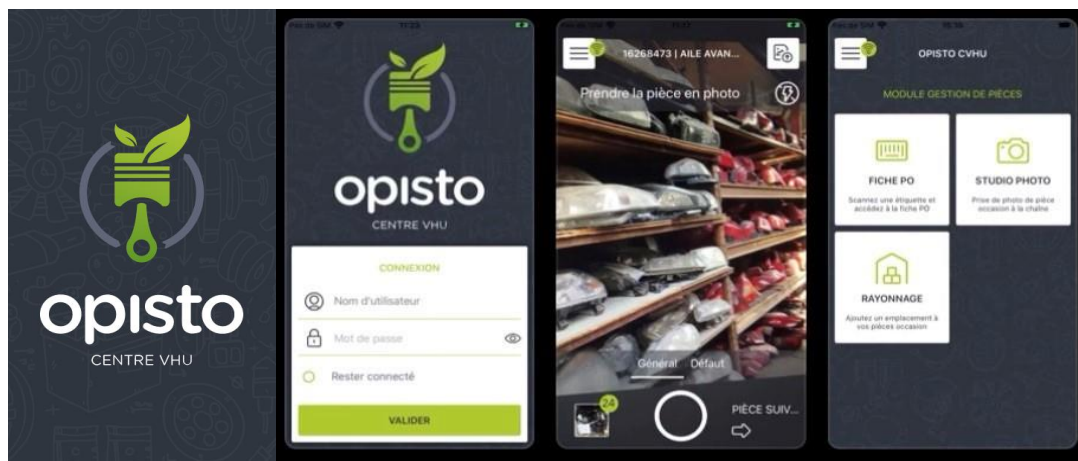 opisto
CENTRE VHU
11:23
opisto
CENTRE VHU
CONNEXION
Nom d'utilisateur
Mot de passe
Rester connecté
VALIDER
16268473 | AILE AVAN...
Prendre la pièce en photo
Général Défaut
24
PIÈCE SUIV...
OPISTO CVHU
MODULE GESTION DE PIÈCES
FICHE PO
Scannez une étiquette et
accédez à la fiche PO
STUDIO PHOTO
Prise de photo de pièce
occasion à la chaîne
RAYONNAGE
Ajoutez un emplacement à
vos pièces occasion